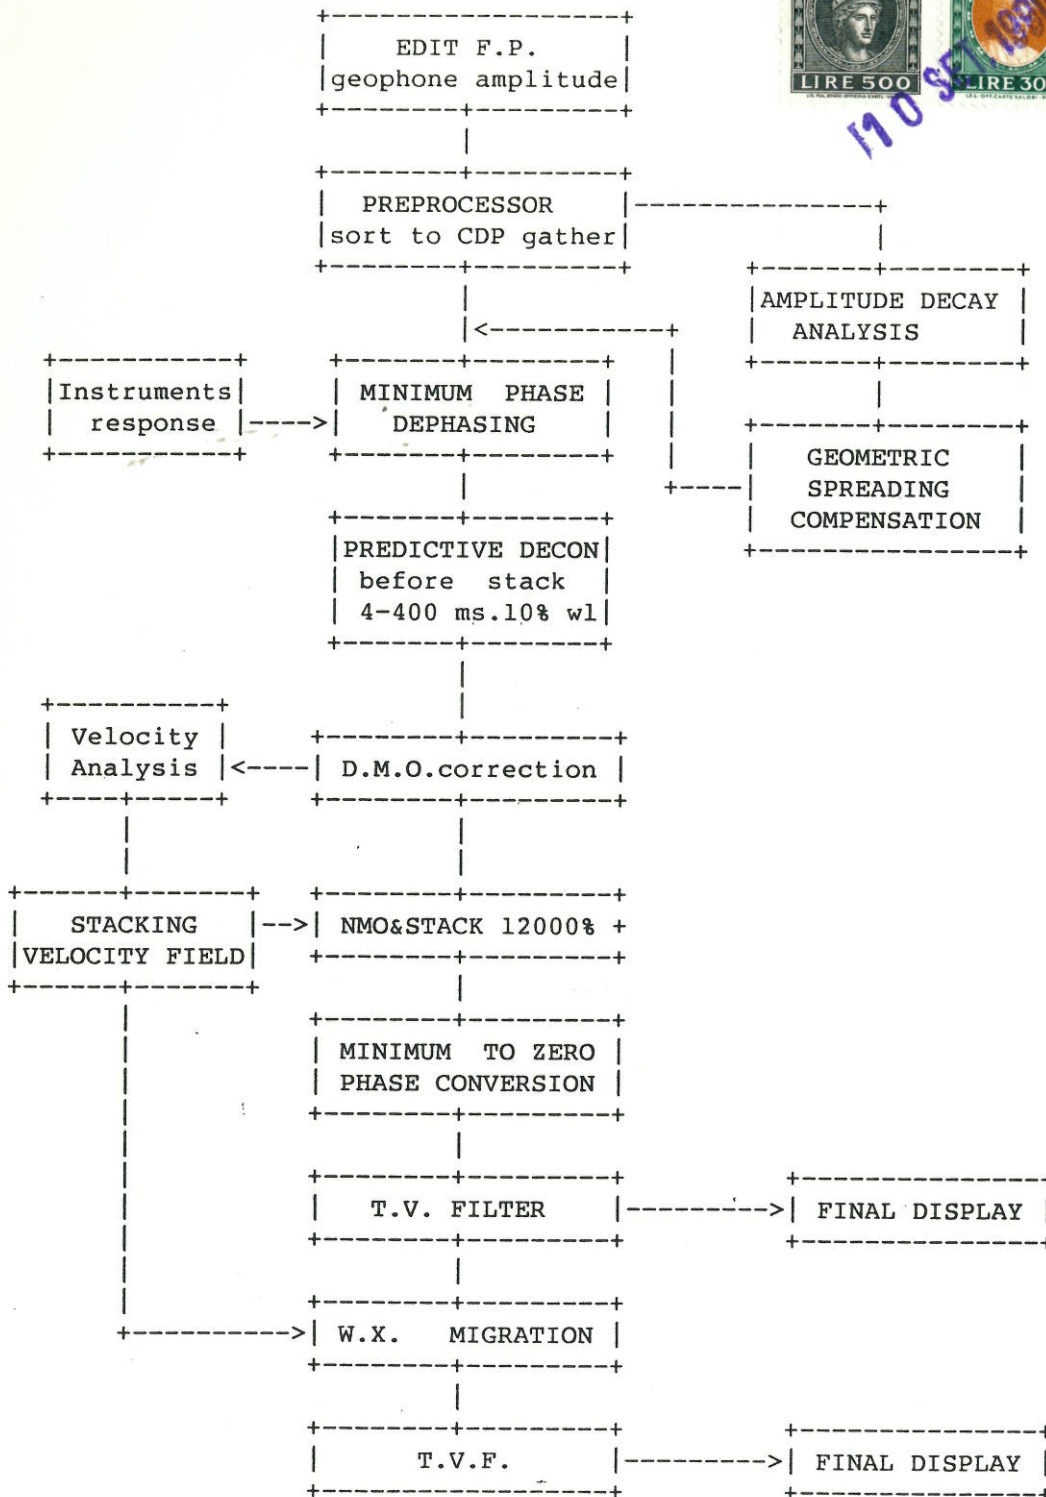 LIRE 500
LIRE 30
10 SET. 199
EDIT F.P.
geophone amplitude
PREPROCESSOR
sort to CDP gather
AMPLITUDE DECAY
ANALYSIS
Instruments
response
MINIMUM PHASE
DEPHASING
GEOMETRIC
SPREADING
COMPENSATION
PREDICTIVE DECON
before stack
4-400 ms.10% wl
Velocity
Analysis
D.M.O.correction
STACKING
VELOCITY FIELD
NMO&STACK 12000%
MINIMUM TO ZERO
PHASE CONVERSION
T.V. FILTER
FINAL DISPLAY
W.X. MIGRATION
T.V.F.
FINAL DISPLAY